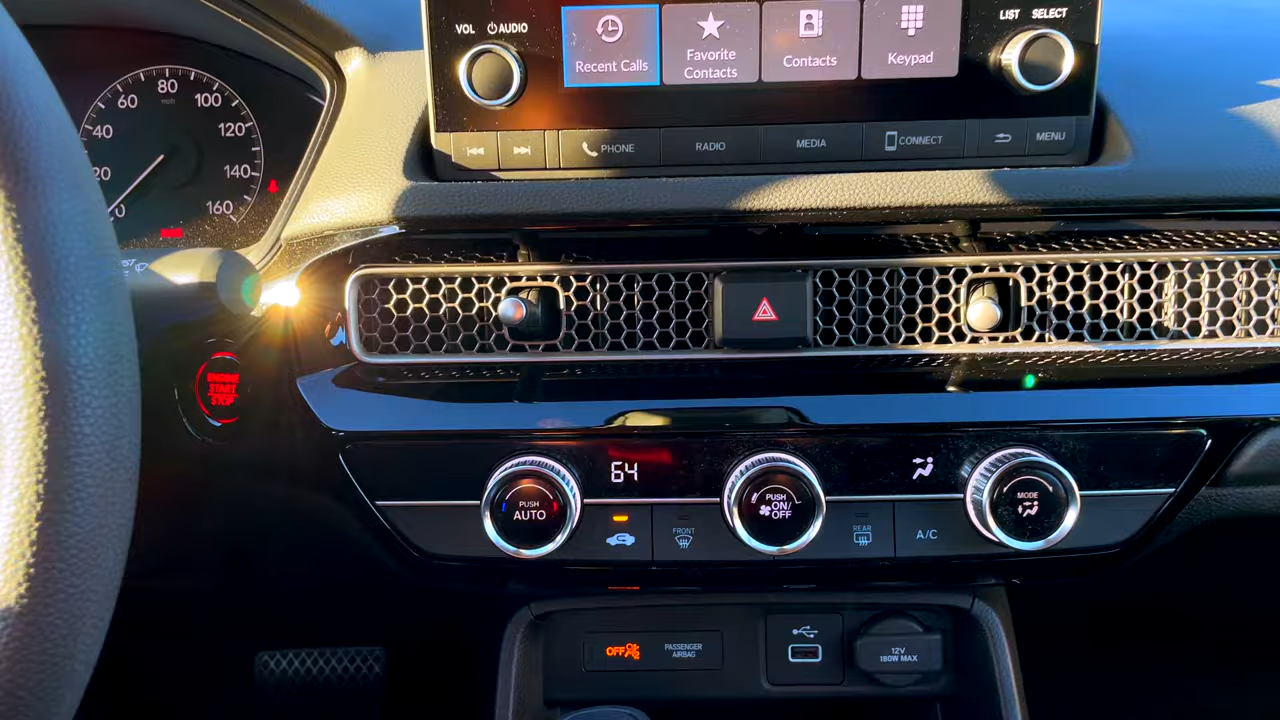 VOL AUDIO
Recent Calls
Favorite
Contacts
Contacts
Keypad
LIST SELECT
PHONE
RADIO
MEDIA
CONNECT
MENU
0
20
40
60
80
100
120
140
160
mph
ENGINE
START
STOP
64
PUSH
AUTO
FRONT
PUSH
ON/
OFF
REAR
A/C
MODE
OFF
PASSENGER
AIRBAG
12V
180W MAX